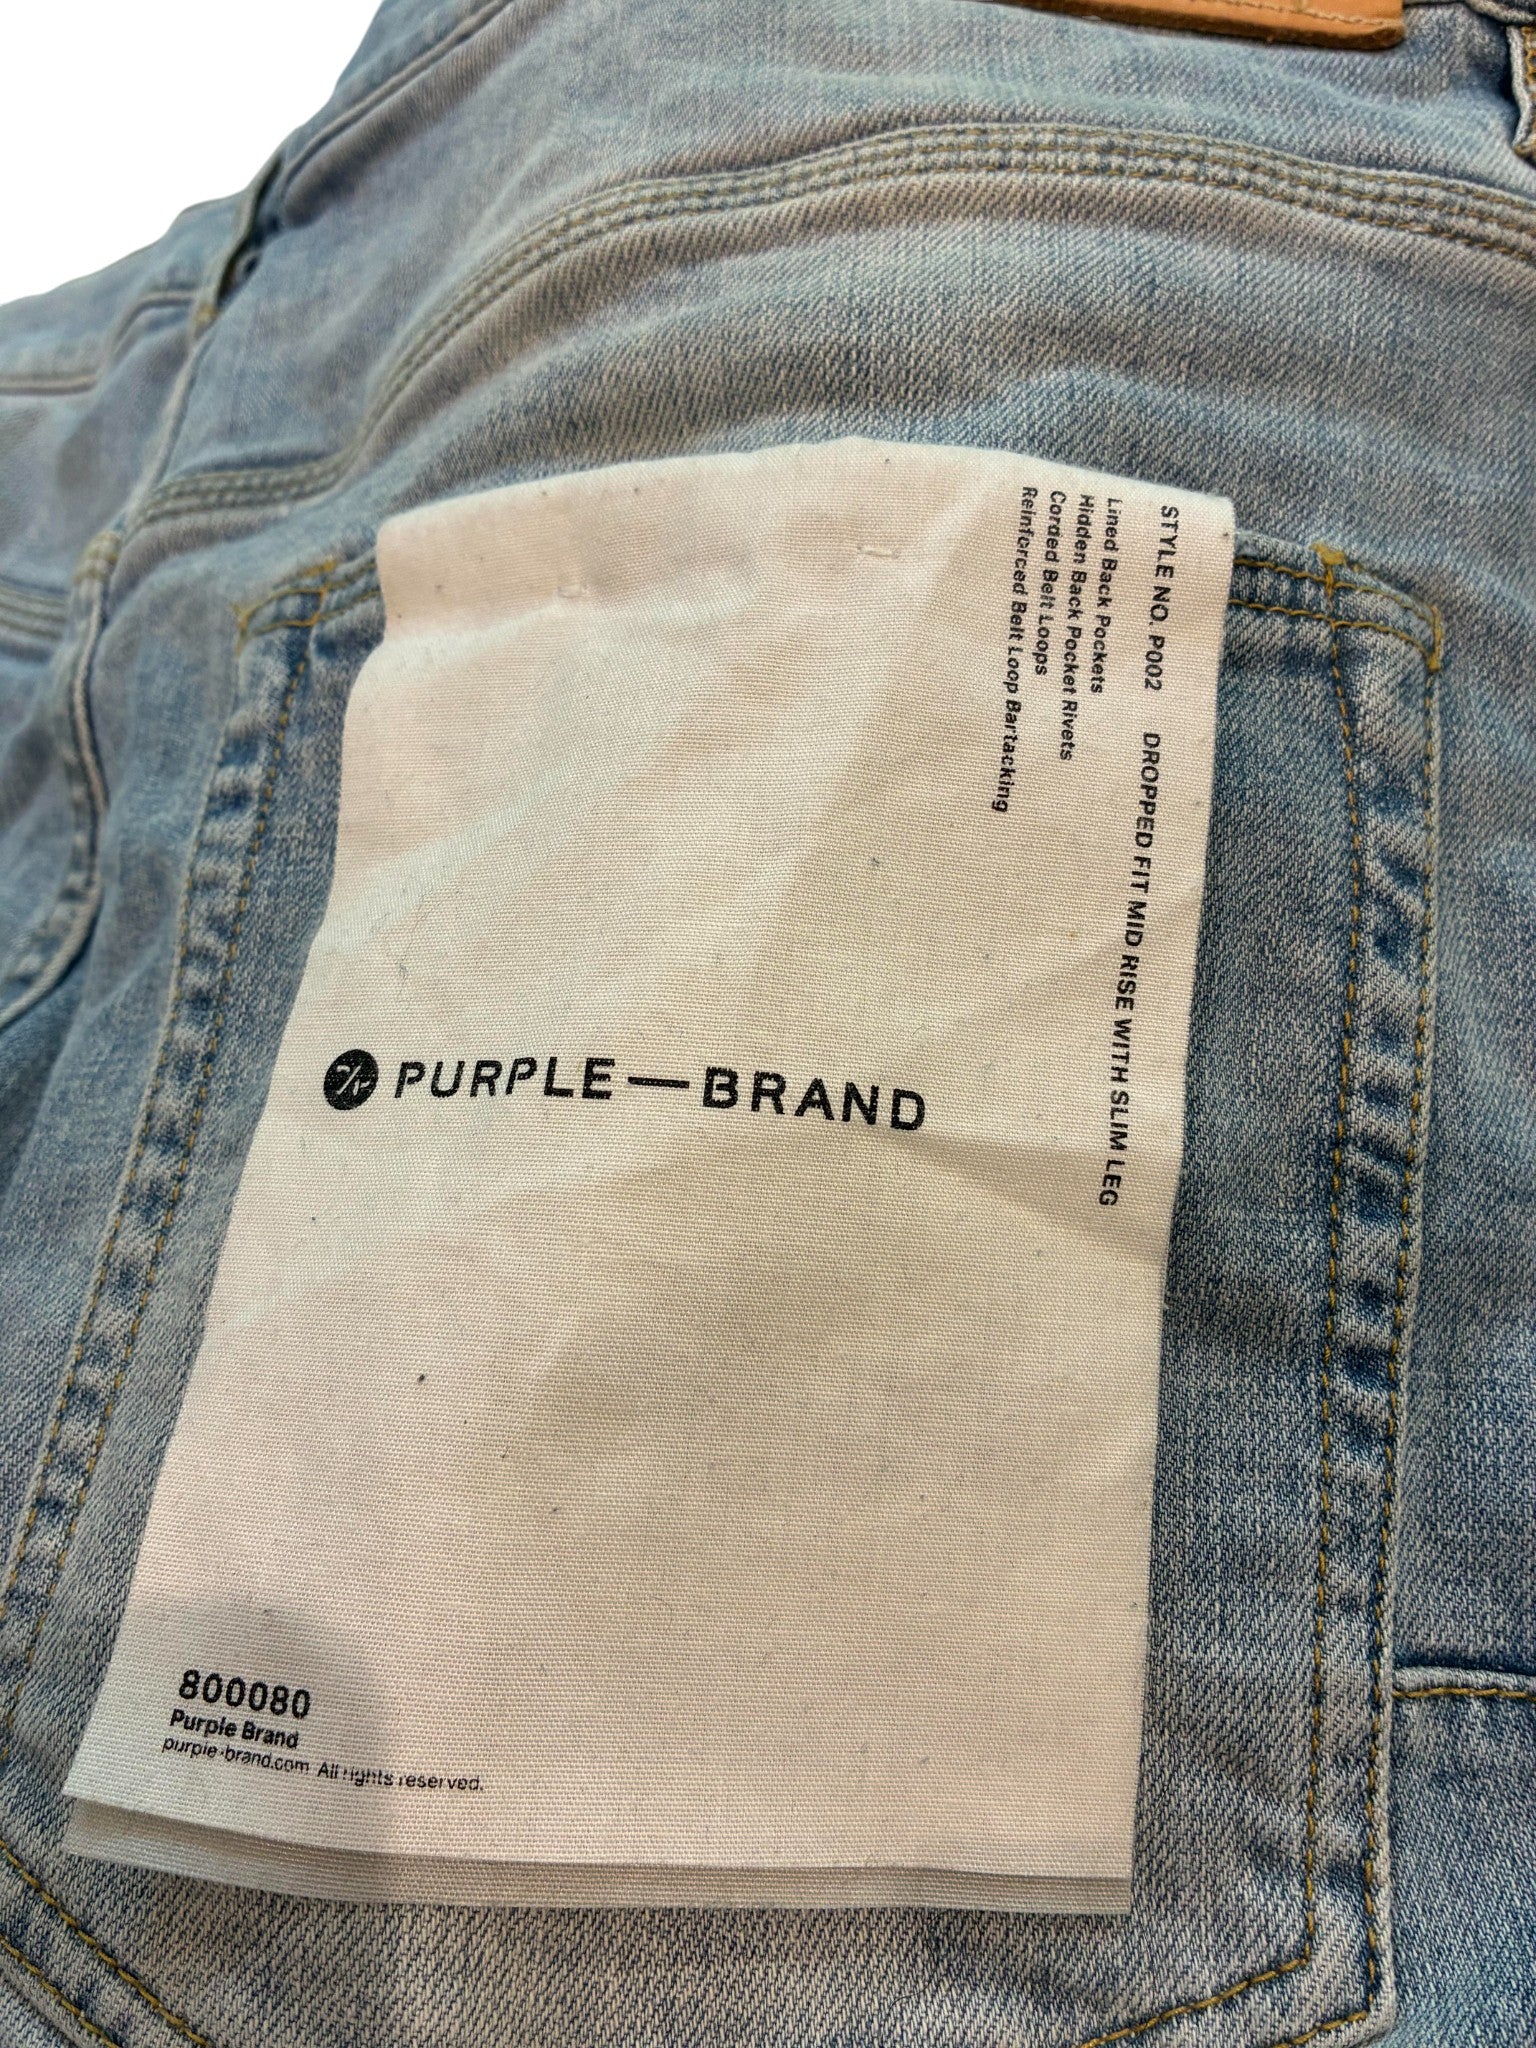 STYLE NO. P002 DROPPED FIT MID RISE WITH SLIM LEG
Lined Back Pockets
Hidden Back Pocket Rivets
Corded Belt Loops
Reinforced Belt Loop Bartacking
PURPLE—BRAND
800080
Purple Brand
purple-brand.com All rights reserved.